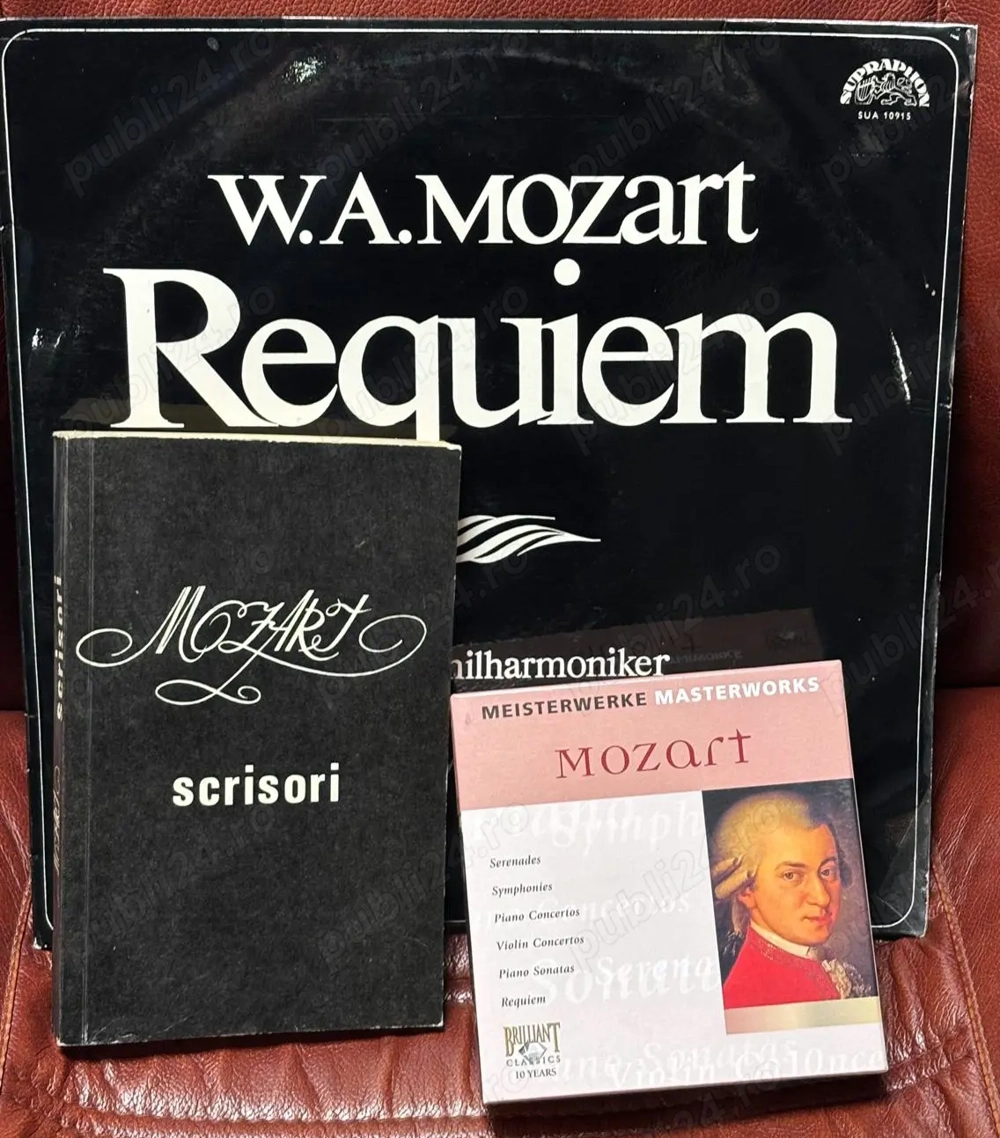 SUPRAPHON
SUA 10915
W.A.Mozart
Requiem
hilharmoniker
scrisori
MOZART
scrisori
MEISTERWERKE MASTERWORKS
MOZART
Serenades
Symphonies
Piano Concertos
Violin Concertos
Piano Sonatas
Requiem
BRILLIANT
CLASSICS
10 YEARS
publi24.ro